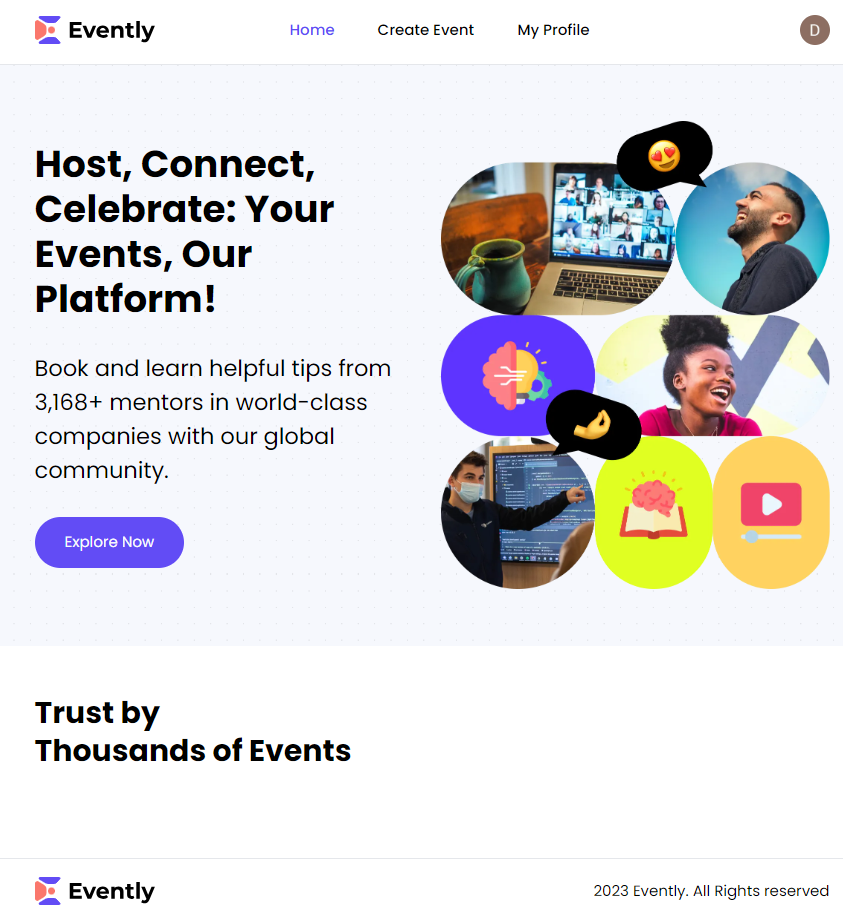 Evently
Home
Create Event
My Profile
D
Host, Connect,
Celebrate: Your
Events, Our
Platform!
Book and learn helpful tips from
3,168+ mentors in world-class
companies with our global
community.
Explore Now
Trust by
Thousands of Events
Evently
2023 Evently. All Rights reserved